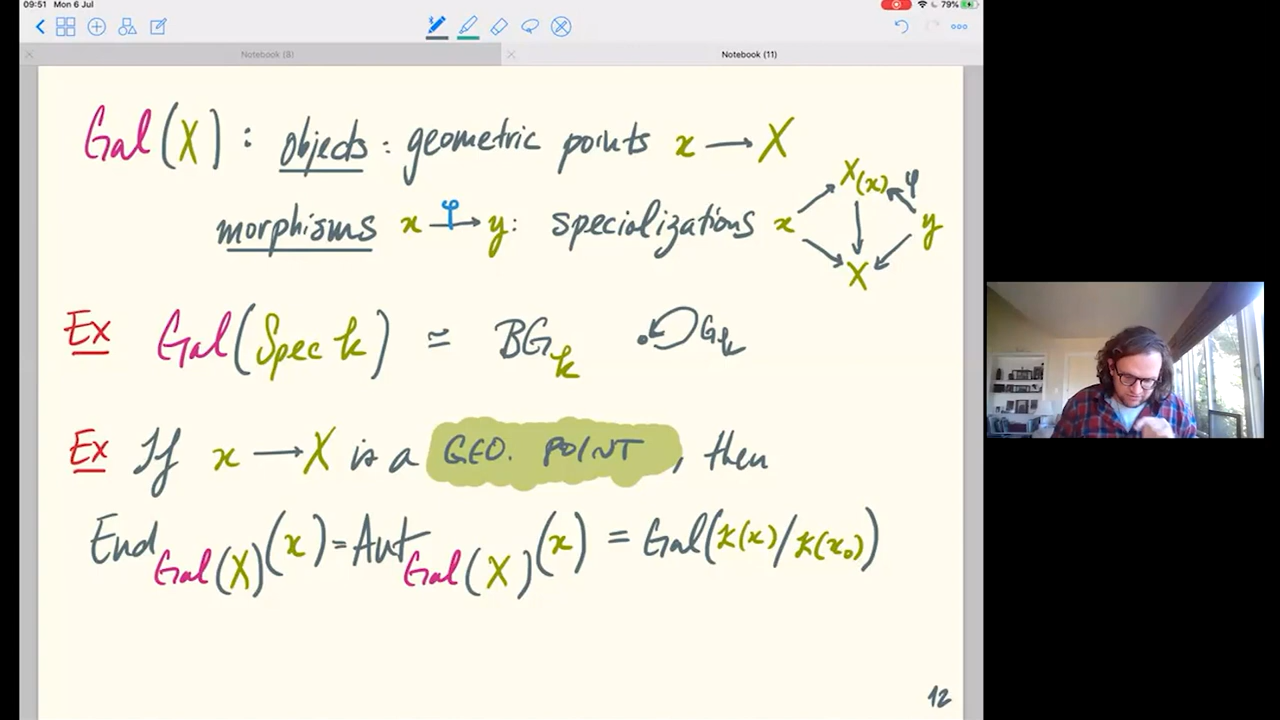 09:51 Mon 6 Jul
79%
Notebook (8)
Notebook (11)
Gal(X) : objects : geometric points x → X
morphisms x →φ y : specializations x X(x) φ y X
Ex Gal(Spec k) ≃ BG_k G_k
Ex If x → X is a GEO. POINT, then
End_Gal(X)(x) = Aut_Gal(X)(x) = Gal(κ(x)/κ(x₀))
12